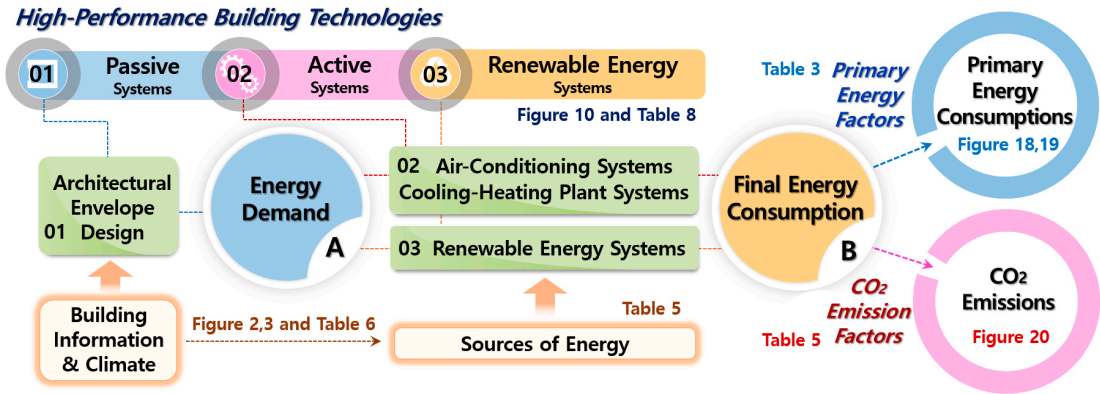 High-Performance Building Technologies
01
Passive
Systems
02
Active
Systems
03
Renewable Energy
Systems
Figure 10 and Table 8
Architectural
Envelope
01 Design
Energy
Demand
A
02 Air-Conditioning Systems
Cooling-Heating Plant Systems
03 Renewable Energy Systems
Final Energy
Consumption
B
Table 3
Primary
Energy
Factors
Primary
Energy
Consumptions
Figure 18,19
CO2
Emission
Factors
Table 5
CO2
Emissions
Figure 20
Building
Information
& Climate
Figure 2,3 and Table 6
Table 5
Sources of Energy